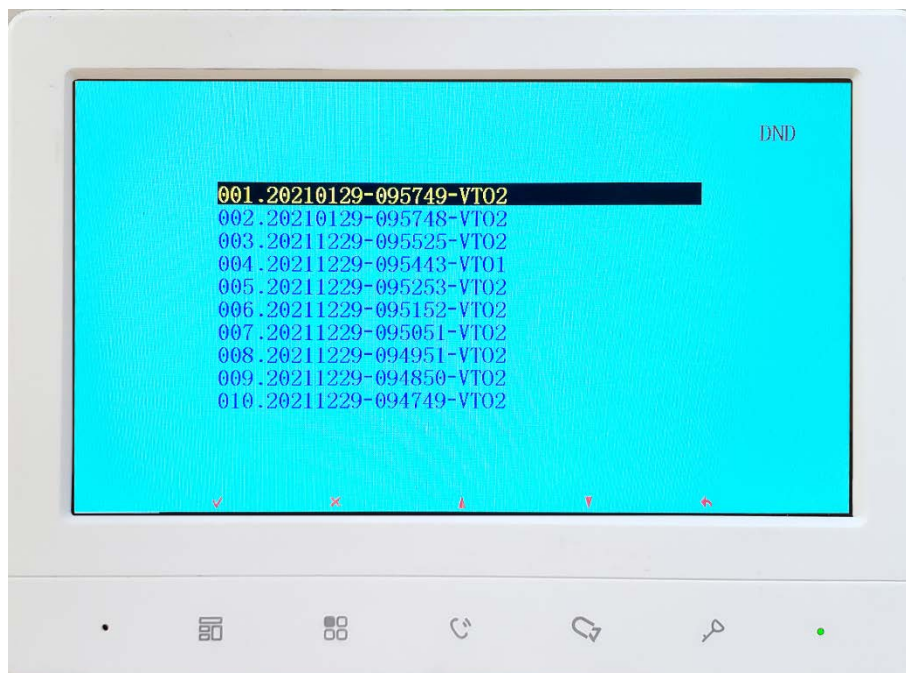 DND
001.20210129-095749-VTO2
002.20210129-095748-VTO2
003.20211229-095525-VTO2
004.20211229-095443-VTO1
005.20211229-095253-VTO2
006.20211229-095152-VTO2
007.20211229-095051-VTO2
008.20211229-094951-VTO2
009.20211229-094850-VTO2
010.20211229-094749-VTO2